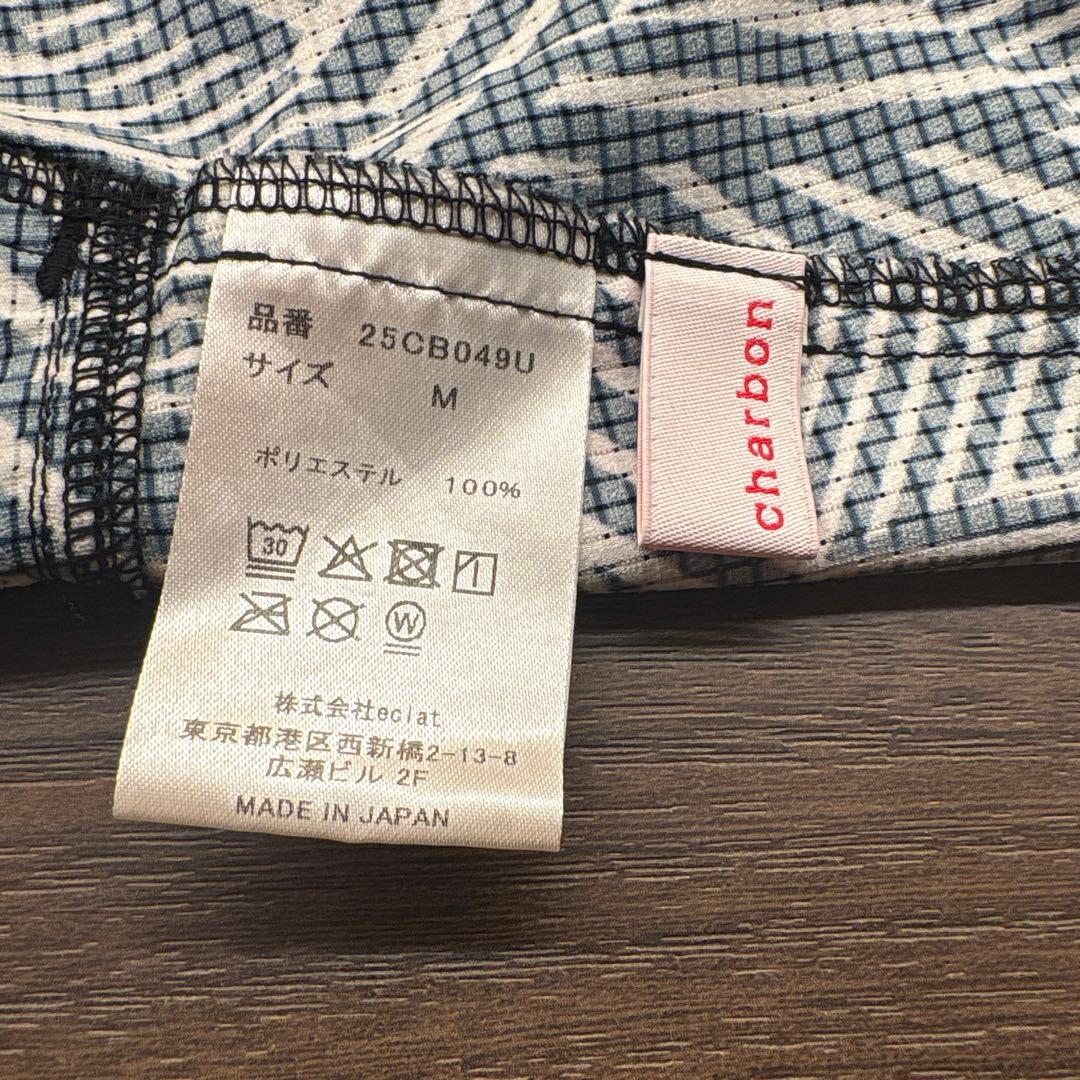 品番 25CB049U
サイズ M
ポリエステル 100%
30
W
株式会社eclat
東京都港区西新橋2-13-8
広瀬ビル 2F
MADE IN JAPAN
charbon